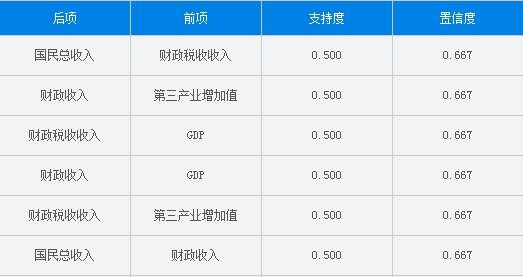 后项 前项 支持度 置信度
国民总收入 财政税收收入 0.500 0.667
财政收入 第三产业增加值 0.500 0.667
财政税收收入 GDP 0.500 0.667
财政收入 GDP 0.500 0.667
财政税收收入 第三产业增加值 0.500 0.667
国民总收入 财政收入 0.500 0.667